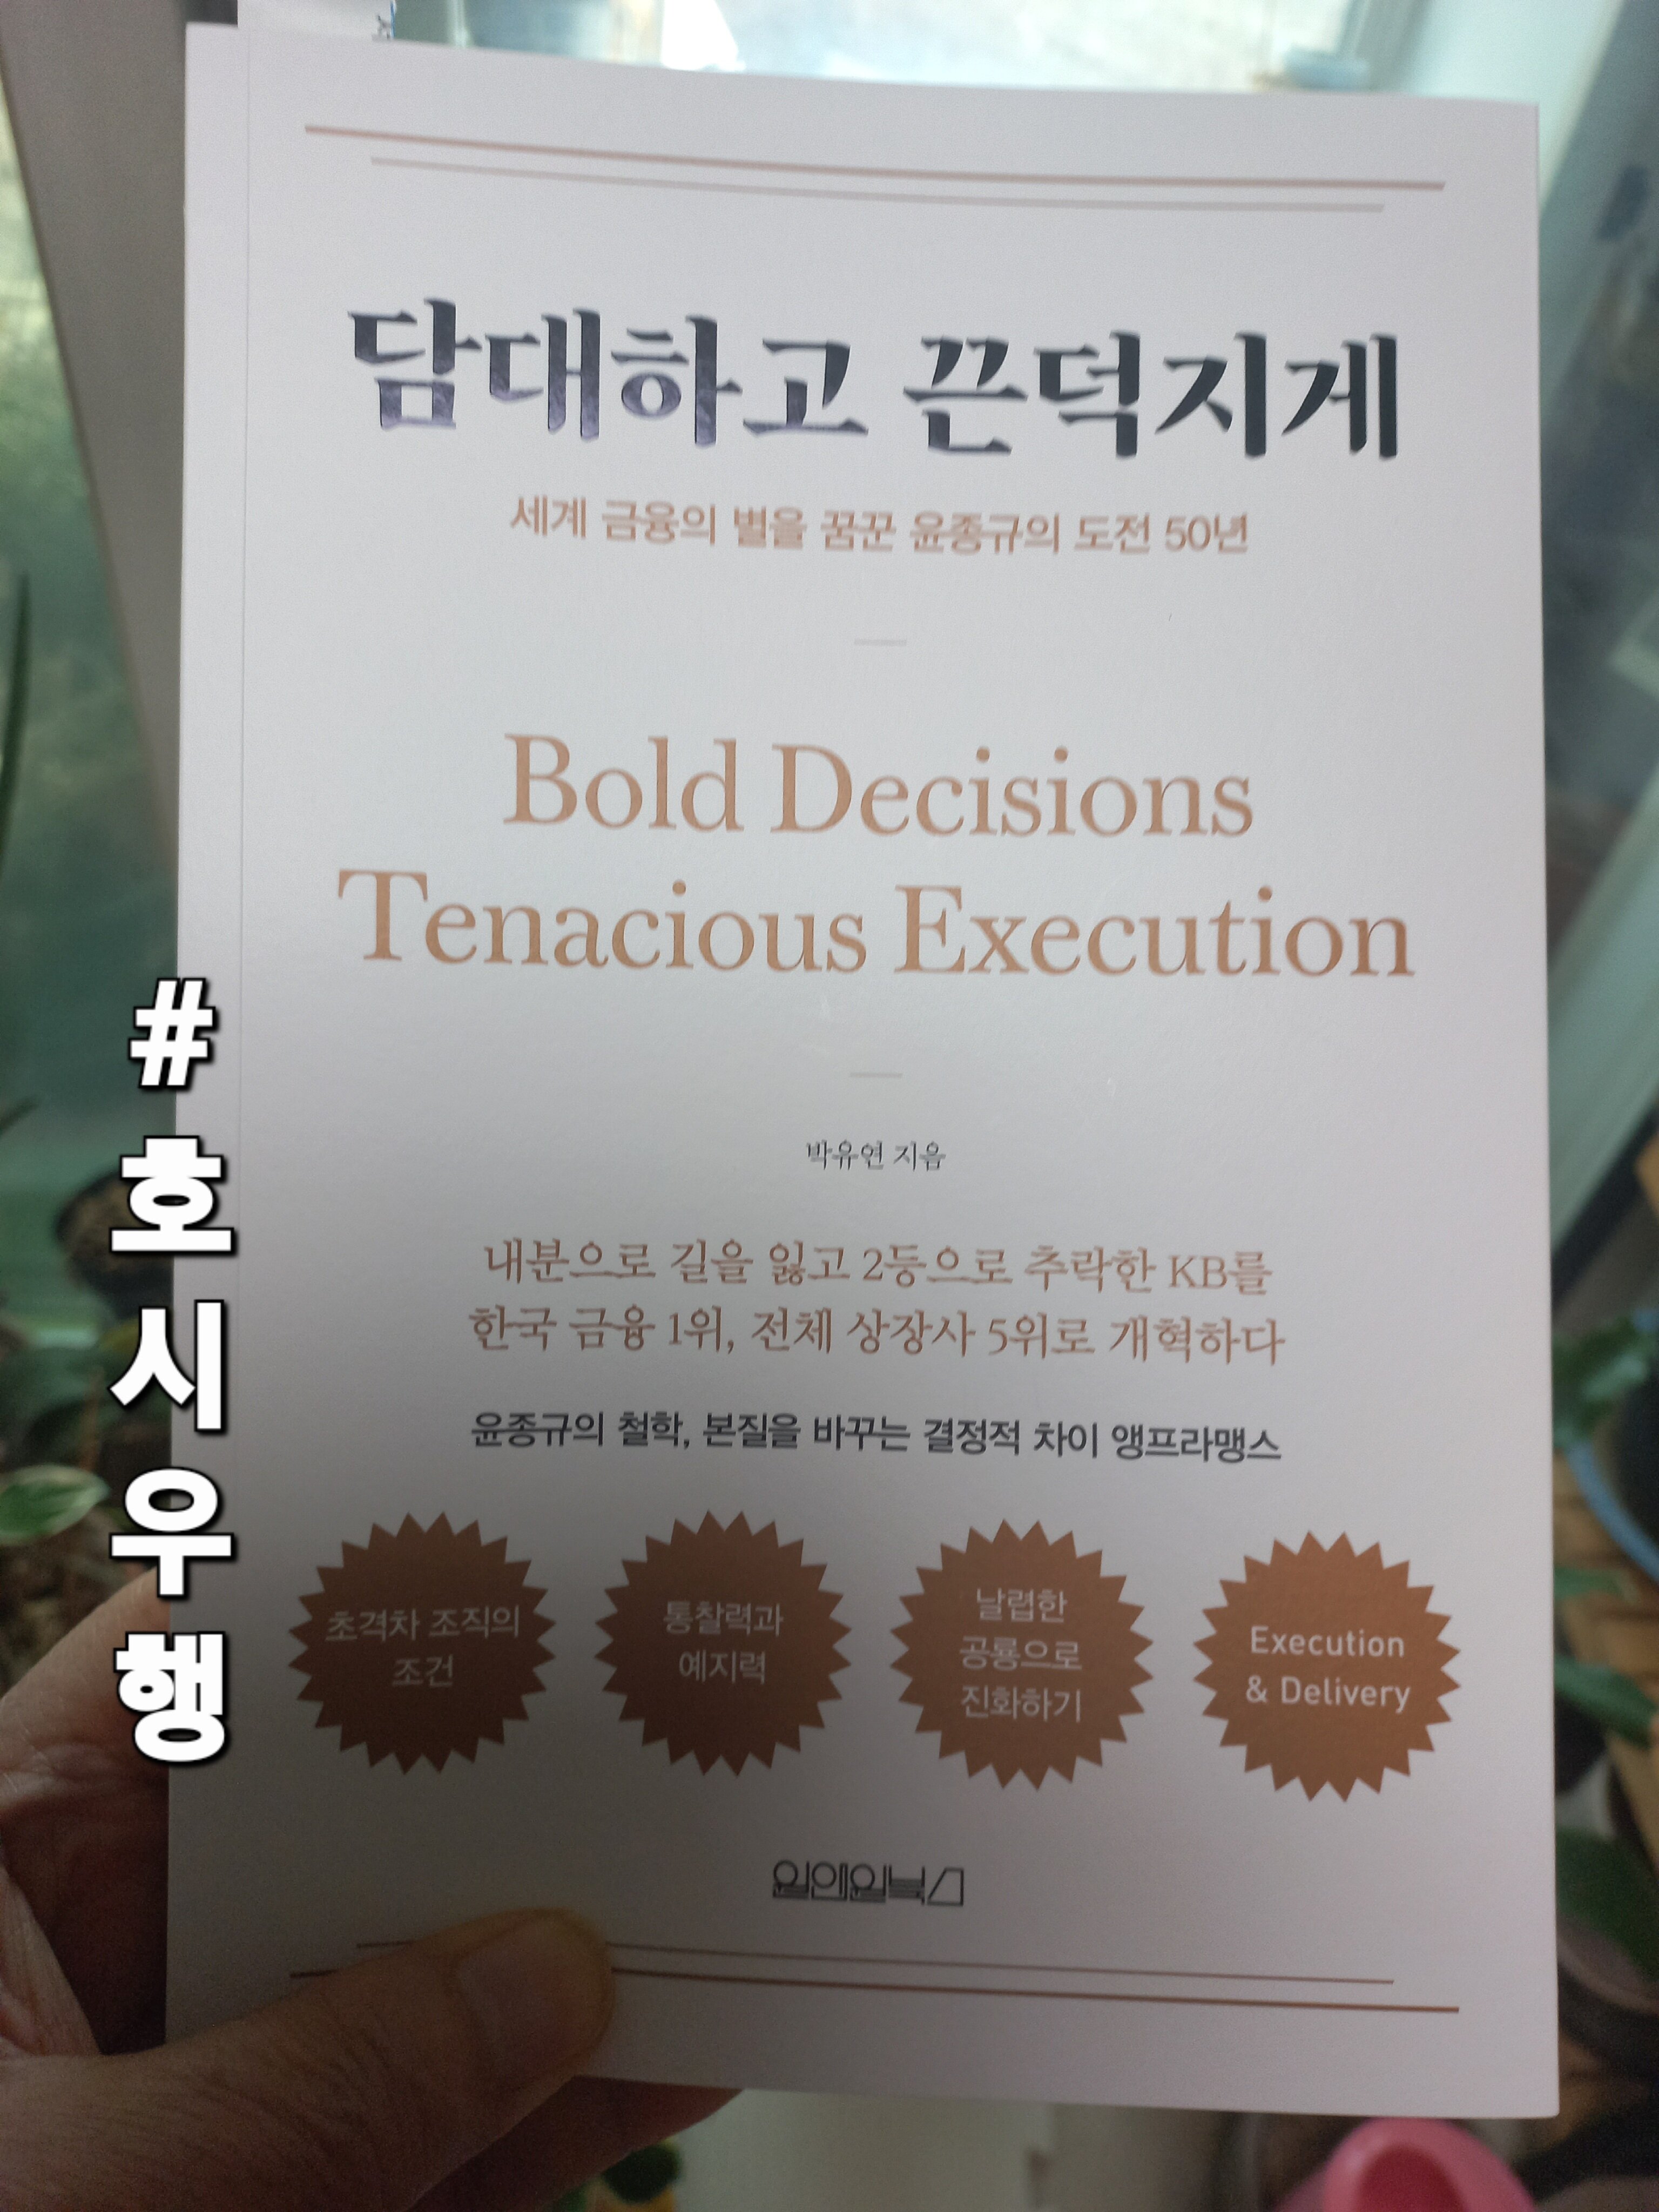 담대하고 끈덕지게
세계 금융의 별을 꿈꾼 윤종규의 도전 50년
Bold Decisions
Tenacious Execution
박유연 지음
내분으로 길을 잃고 2등으로 추락한 KB를
한국 금융 1위, 전체 상장사 5위로 개혁하다
윤종규의 철학, 본질을 바꾸는 결정적 차이 앵프라맹스
초격차 조직의
조건
통찰력과
예지력
날렵한
공룡으로
진화하기
Execution
& Delivery
일에일북
#호시우행